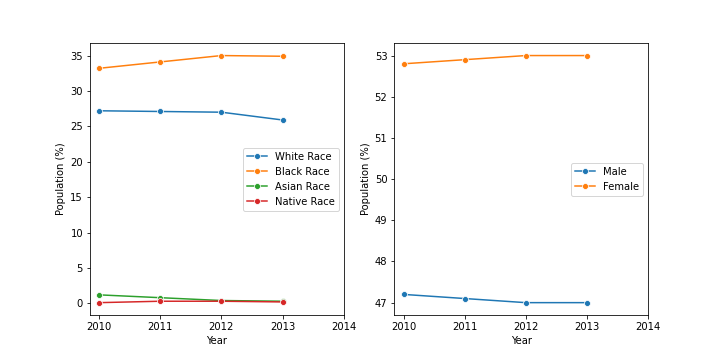 35
30
25
20
15
10
5
0
Population (%)
2010 2011 2012 2013 2014
Year
White Race
Black Race
Asian Race
Native Race
53
52
51
50
49
48
47
Population (%)
2010 2011 2012 2013 2014
Year
Male
Female